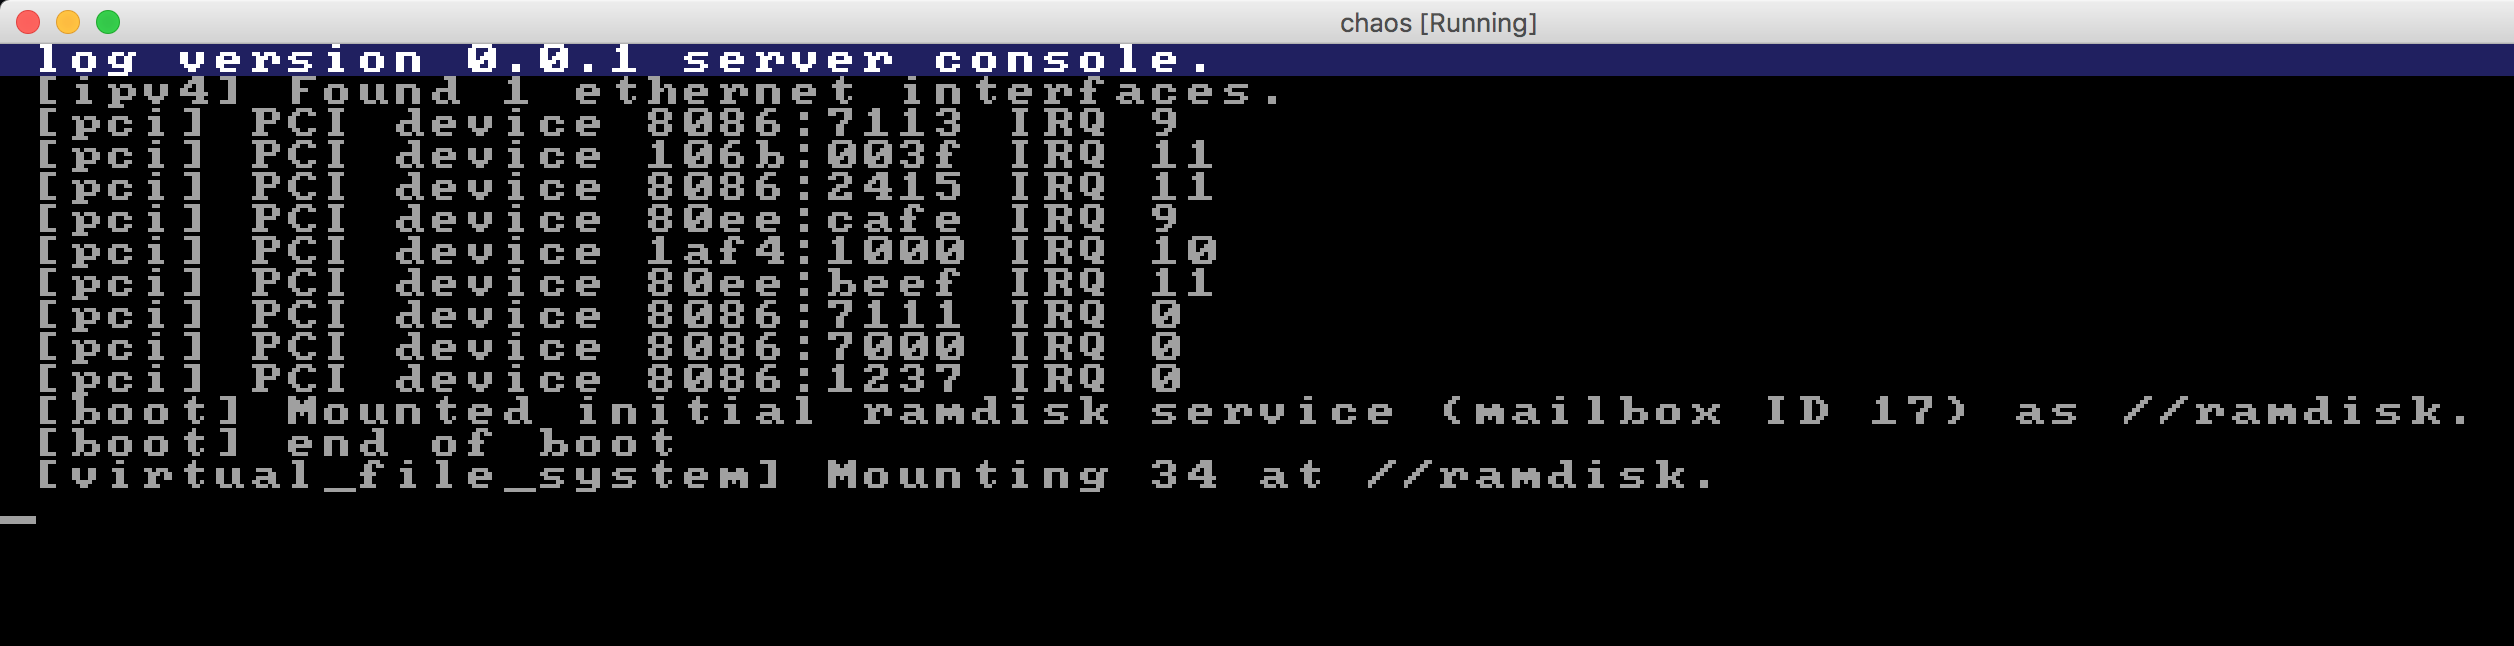 chaos [Running]
log version 0.0.1 server console.
[ipv4] Found 1 ethernet interfaces.
[pci] PCI device 8086:7113 IRQ 9
[pci] PCI device 106b:003f IRQ 11
[pci] PCI device 8086:2415 IRQ 11
[pci] PCI device 80ee:cafe IRQ 9
[pci] PCI device 1af4:1000 IRQ 10
[pci] PCI device 80ee:beef IRQ 11
[pci] PCI device 8086:7111 IRQ 0
[pci] PCI device 8086:7000 IRQ 0
[pci] PCI device 8086:1237 IRQ 0
[boot] Mounted initial ramdisk service (mailbox ID 17) as //ramdisk.
[boot] end of boot
[virtual_file_system] Mounting 34 at //ramdisk.